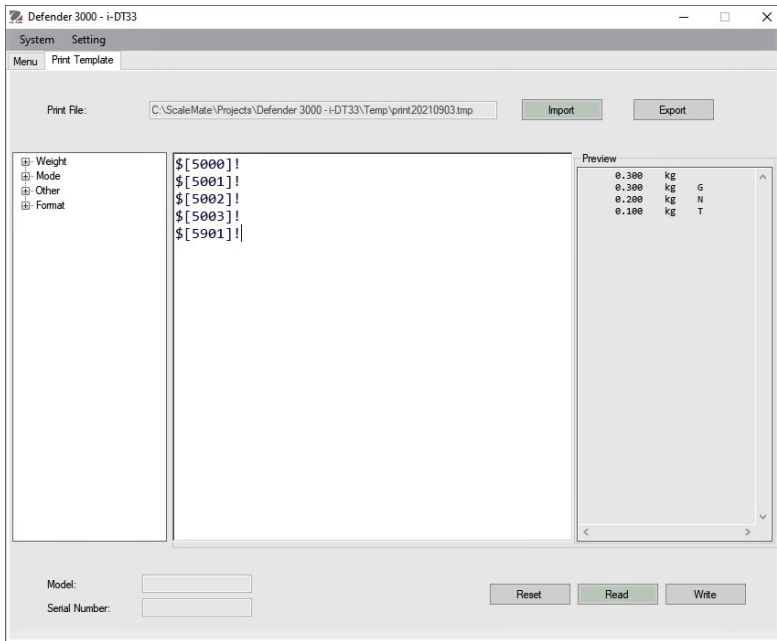 Defender 3000 - i-DT33
System Setting
Menu Print Template
Print File: C:\ScaleMate\Projects\Defender 3000 - i-DT33\Temp\print20210903.tmp Import Export
Weight
Mode
Other
Format
$[5000]!
$[5001]!
$[5002]!
$[5003]!
$[5901]!
Preview
0.300 kg
0.300 kg G
0.200 kg N
0.100 kg T
Model:
Serial Number:
Reset Read Write